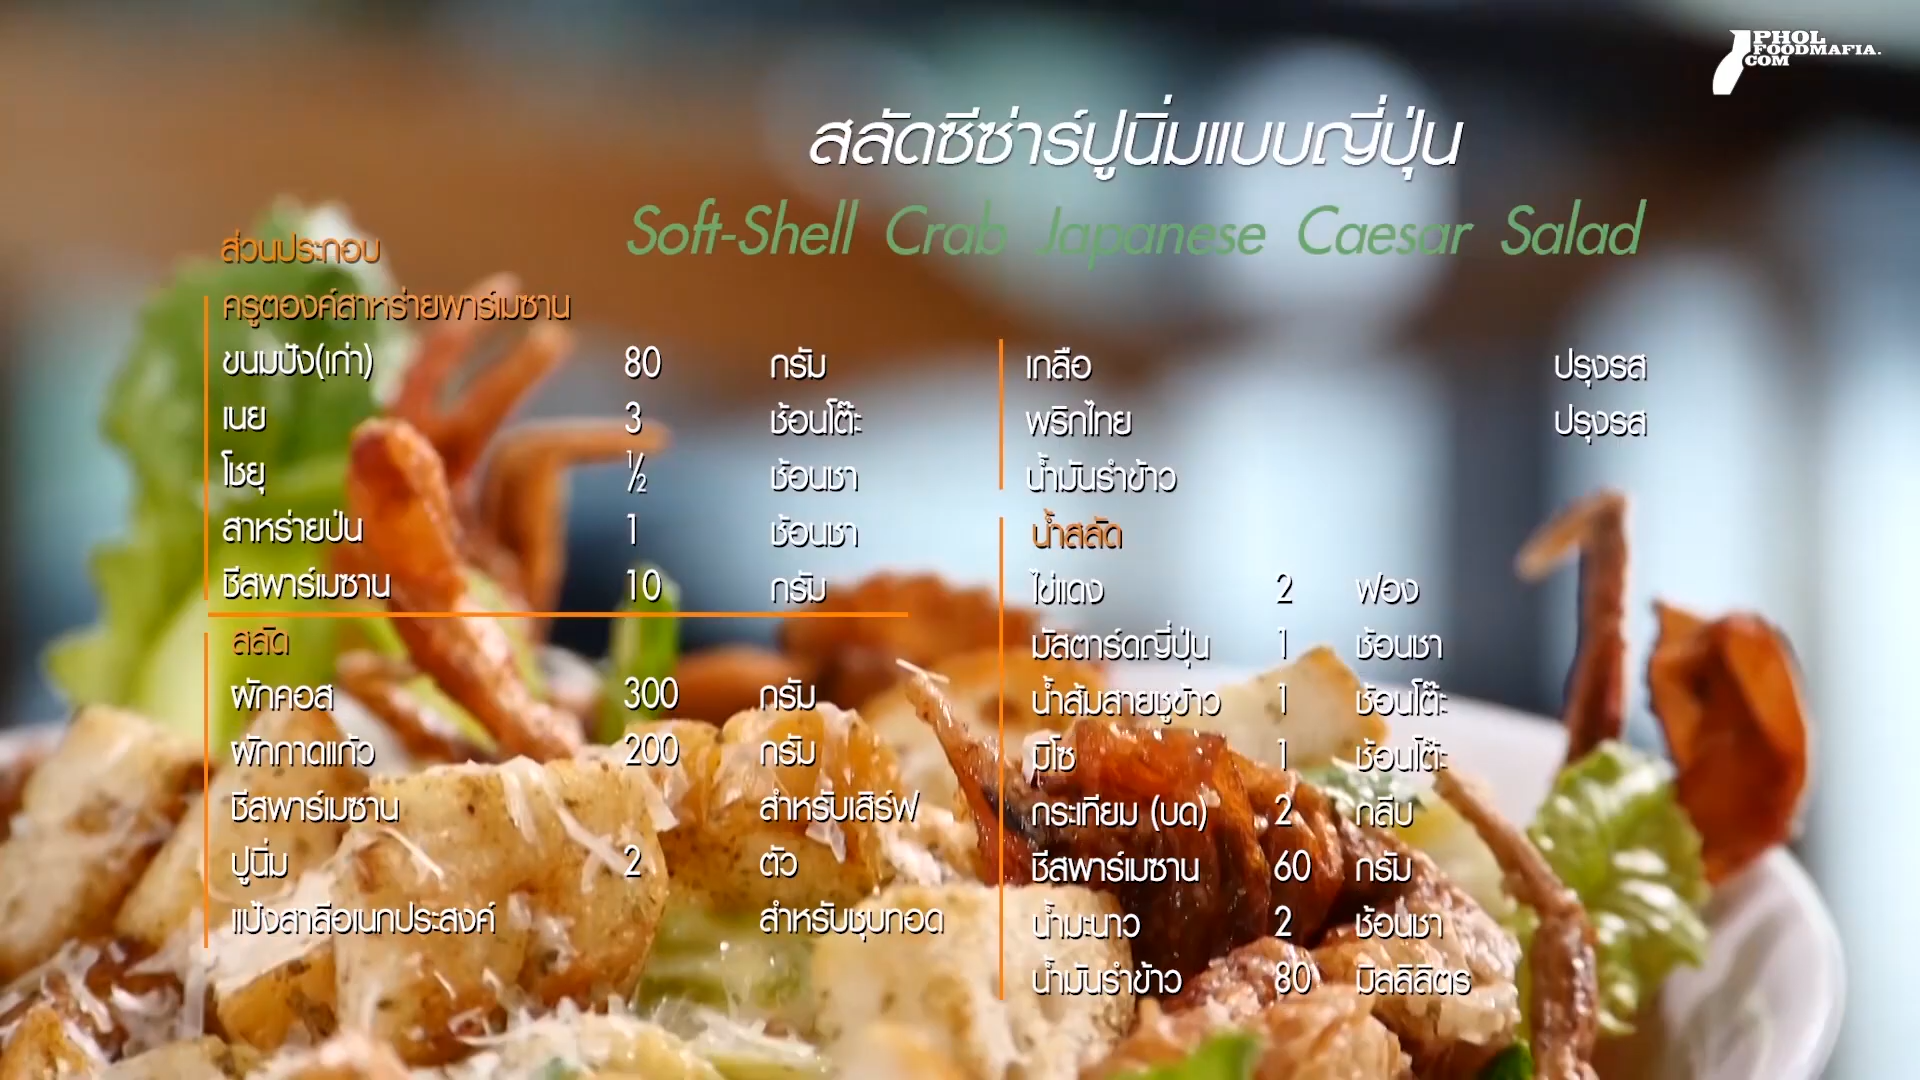 PHOL
FOODMAFIA.
COM
สลัดซีซ่าร์ปูนิ่มแบบญี่ปุ่น
Soft-Shell Crab Japanese Caesar Salad
ส่วนประกอบ
ครูตองค์สาหร่ายพาร์เมซาน
ขนมปัง(เก่า) 80 กรัม
เนย 3 ช้อนโต๊ะ
โชยุ ½ ช้อนชา
สาหร่ายป่น 1 ช้อนชา
ชีสพาร์เมซาน 10 กรัม
สลัด
ผักคอส 300 กรัม
ผักกาดแก้ว 200 กรัม
ชีสพาร์เมซาน สำหรับเสิร์ฟ
ปูนิ่ม 2 ตัว
แป้งสาลีอเนกประสงค์ สำหรับชุบทอด
เกลือ ปรุงรส
พริกไทย ปรุงรส
น้ำมันรำข้าว
น้ำสลัด
ไข่แดง 2 ฟอง
มัสตาร์ดญี่ปุ่น 1 ช้อนชา
น้ำส้มสายชูข้าว 1 ช้อนโต๊ะ
มิโซ 1 ช้อนโต๊ะ
กระเทียม (บด) 2 กลีบ
ชีสพาร์เมซาน 60 กรัม
น้ำมะนาว 2 ช้อนชา
น้ำมันรำข้าว 80 มิลลิลิตร